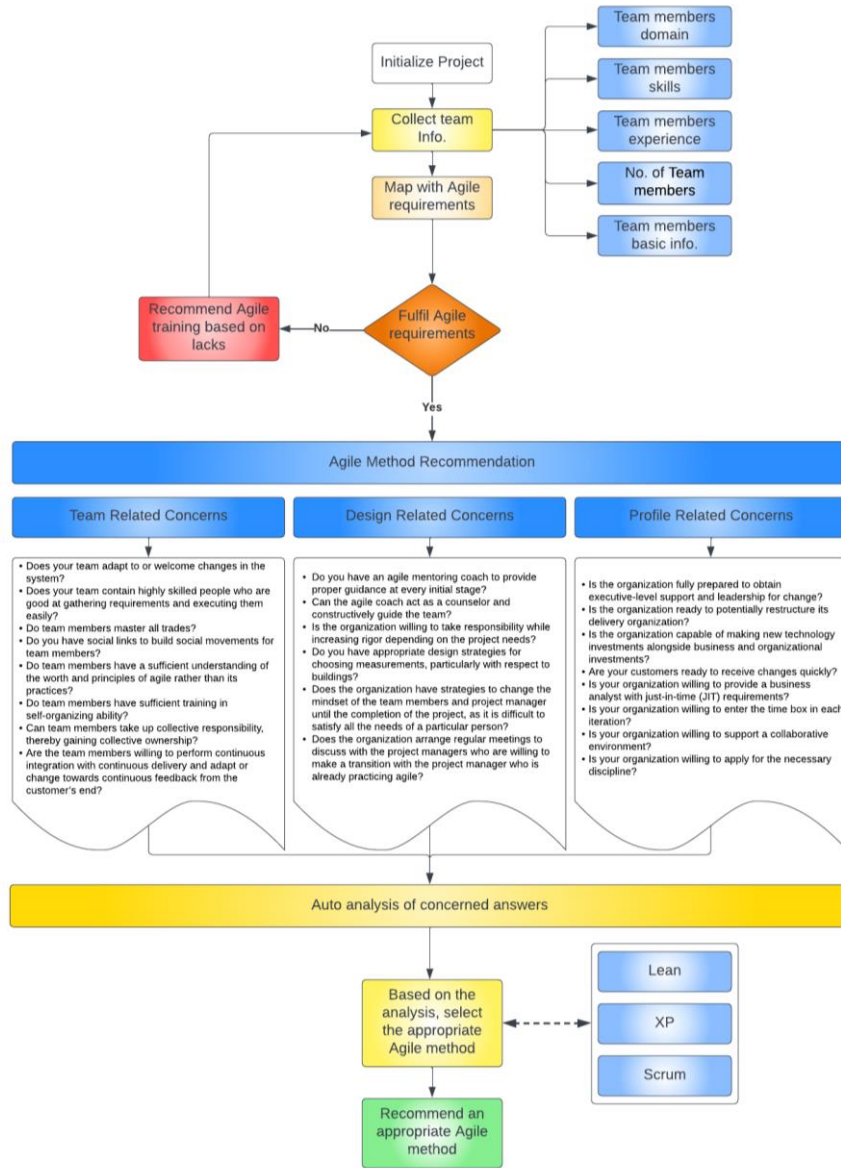 Initialize Project
Collect team
Info.
Map with Agile
requirements
Team members
domain
Team members
skills
Team members
experience
No. of Team
members
Team members
basic info.
Fulfil Agile
requirements
No
Recommend Agile
training based on
lacks
Yes
Agile Method Recommendation
Team Related Concerns
• Does your team adapt to or welcome changes in the
system?
• Does your team contain highly skilled people who are
good at gathering requirements and executing them
easily?
• Do team members master all trades?
• Do you have social links to build social movements for
team members?
• Do team members have a sufficient understanding of
the worth and principles of agile rather than its
practices?
• Do team members have sufficient training in
self-organizing ability?
• Can team members take up collective responsibility,
thereby gaining collective ownership?
• Are the team members willing to perform continuous
integration with continuous delivery and adapt or
change towards continuous feedback from the
customer's end?
Design Related Concerns
• Do you have an agile mentoring coach to provide
proper guidance at every initial stage?
• Can the agile coach act as a counselor and
constructively guide the team?
• Is the organization willing to take responsibility while
increasing rigor depending on the project needs?
• Do you have appropriate design strategies for
choosing measurements, particularly with respect to
buildings?
• Does the organization have strategies to change the
mindset of the team members and project manager
until the completion of the project, as it is difficult to
satisfy all the needs of a particular person?
• Does the organization arrange regular meetings to
discuss with the project managers who are willing to
make a transition with the project manager who is
already practicing agile?
Profile Related Concerns
• Is the organization fully prepared to obtain
executive-level support and leadership for change?
• Is the organization ready to potentially restructure its
delivery organization?
• Is the organization capable of making new technology
investments alongside business and organizational
investments?
• Are your customers ready to receive changes quickly?
• Is your organization willing to provide a business
analyst with just-in-time (JIT) requirements?
• Is your organization willing to enter the time box in each
iteration?
• Is your organization willing to support a collaborative
environment?
• Is your organization willing to apply for the necessary
discipline?
Auto analysis of concerned answers
Based on the
analysis, select
the appropriate
Agile method
Lean
XP
Scrum
Recommend an
appropriate Agile
method